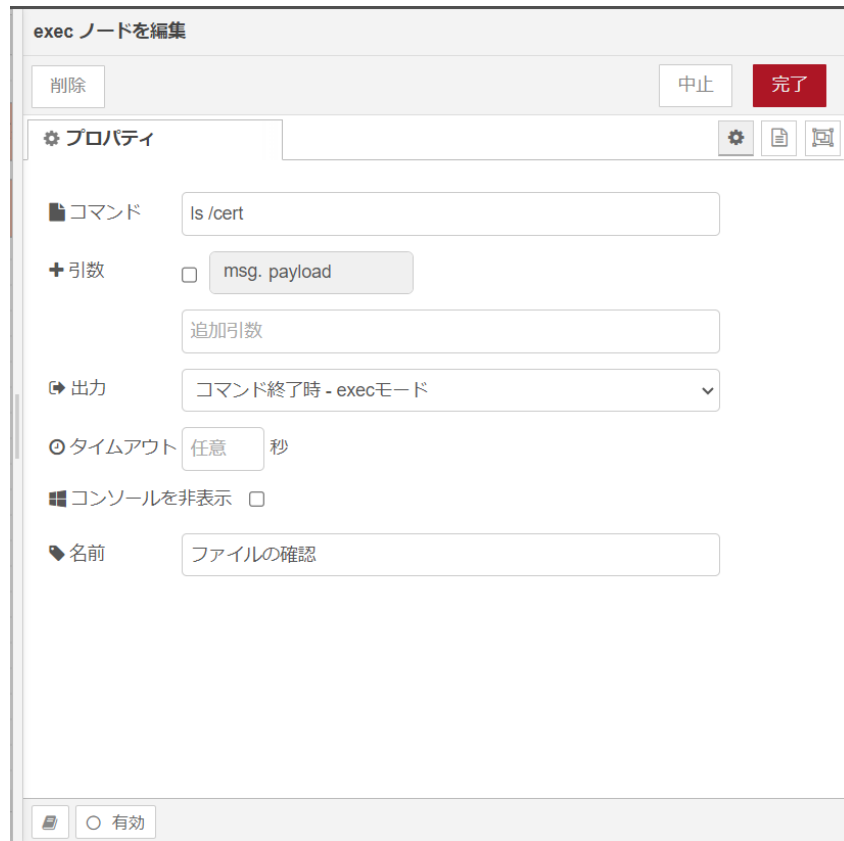 exec ノードを編集
削除
中止
完了
プロパティ
コマンド
ls /cert
引数
msg. payload
追加引数
出力
コマンド終了時 - execモード
タイムアウト
任意
秒
コンソールを非表示
名前
ファイルの確認
有効